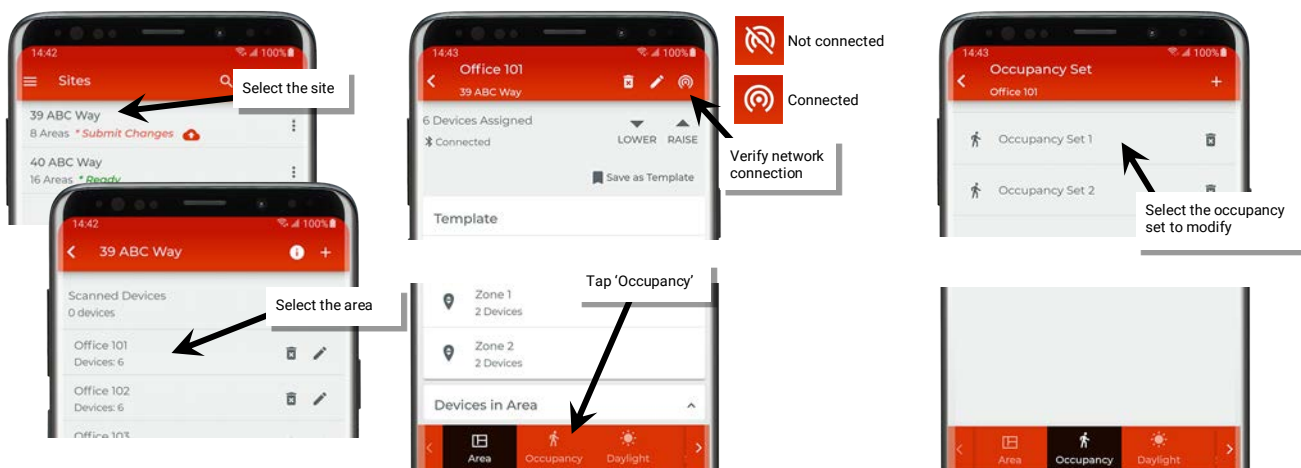 14:42
100%
Sites
Select the site
39 ABC Way
8 Areas * Submit Changes
40 ABC Way
16 Areas * Ready
14:42
100%
39 ABC Way
Scanned Devices
0 devices
Select the area
Office 101
Devices: 6
Office 102
Devices: 6
Office 103
14:43
100%
Office 101
39 ABC Way
6 Devices Assigned
Connected
LOWER RAISE
Save as Template
Template
Not connected
Connected
Verify network
connection
Tap ‘Occupancy’
Zone 1
2 Devices
Zone 2
2 Devices
Devices in Area
Area Occupancy Daylight
14:43
100%
Occupancy Set
Office 101
Occupancy Set 1
Occupancy Set 2
Select the occupancy
set to modify
Area Occupancy Daylight